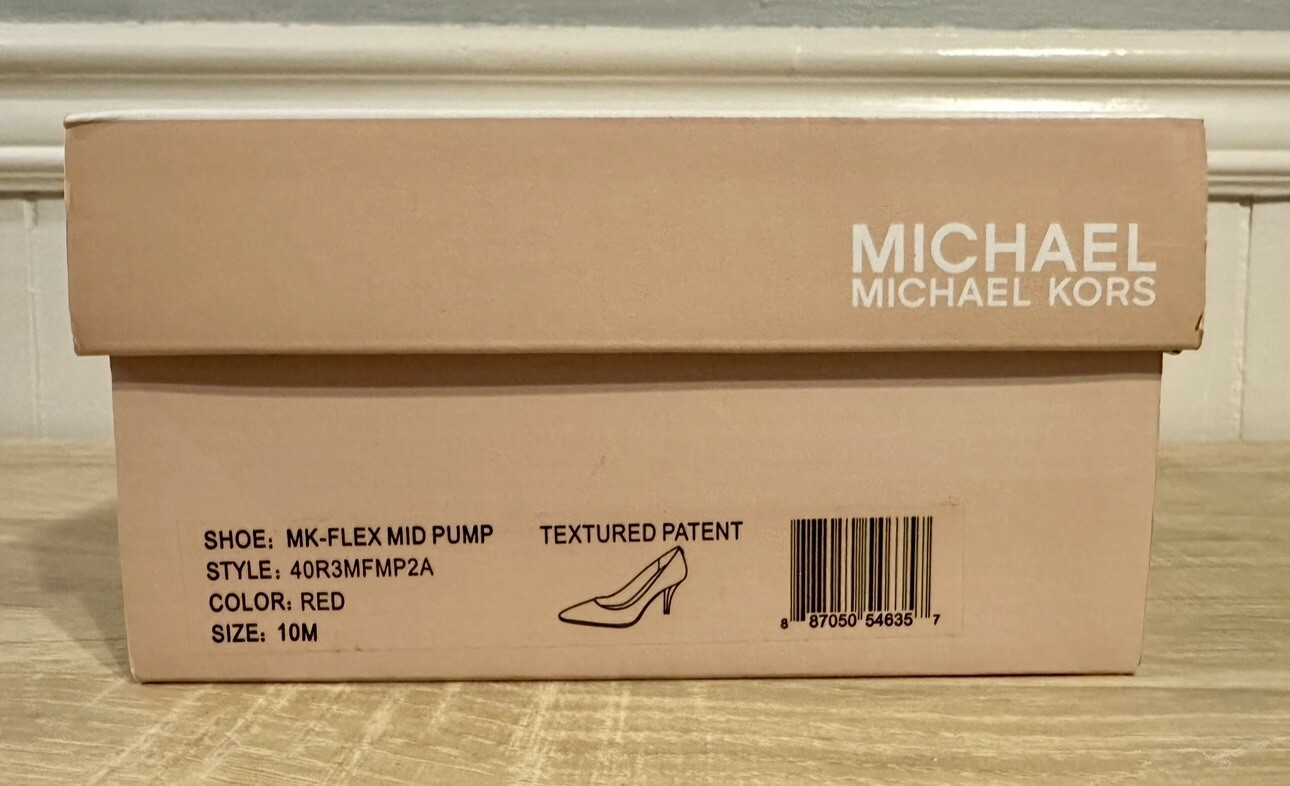 MICHAEL
MICHAEL KORS
SHOE: MK-FLEX MID PUMP
STYLE: 40R3MFMP2A
COLOR: RED
SIZE: 10M
TEXTURED PATENT
8 87050 54635 7